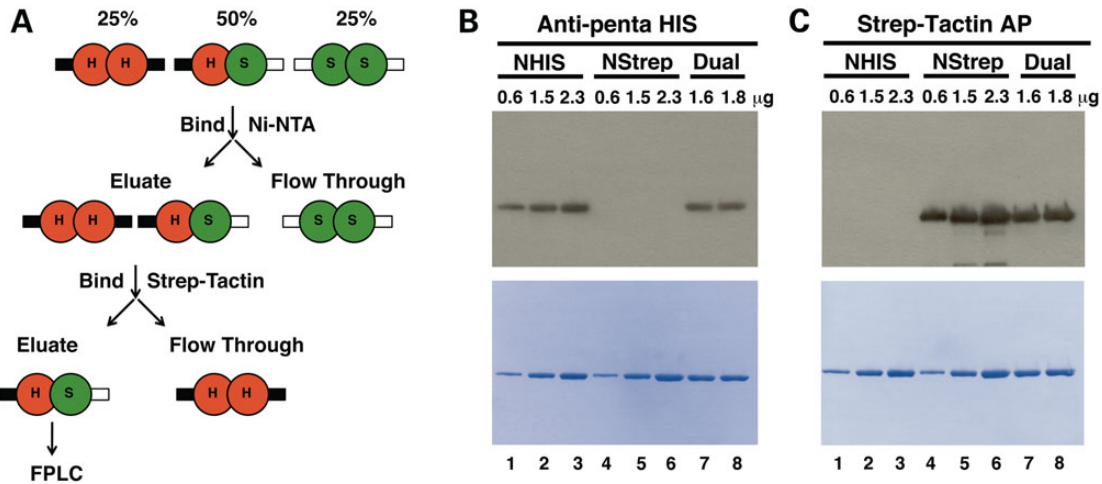 A
25% 50% 25%
H H H S S S
Bind Ni-NTA
Eluate Flow Through
H H H S S S
Bind Strep-Tactin
Eluate Flow Through
H S H H
FPLC
B
Anti-penta HIS
NHIS NStrep Dual
0.6 1.5 2.3 0.6 1.5 2.3 1.6 1.8 μg
1 2 3 4 5 6 7 8
C
Strep-Tactin AP
NHIS NStrep Dual
0.6 1.5 2.3 0.6 1.5 2.3 1.6 1.8 μg
1 2 3 4 5 6 7 8